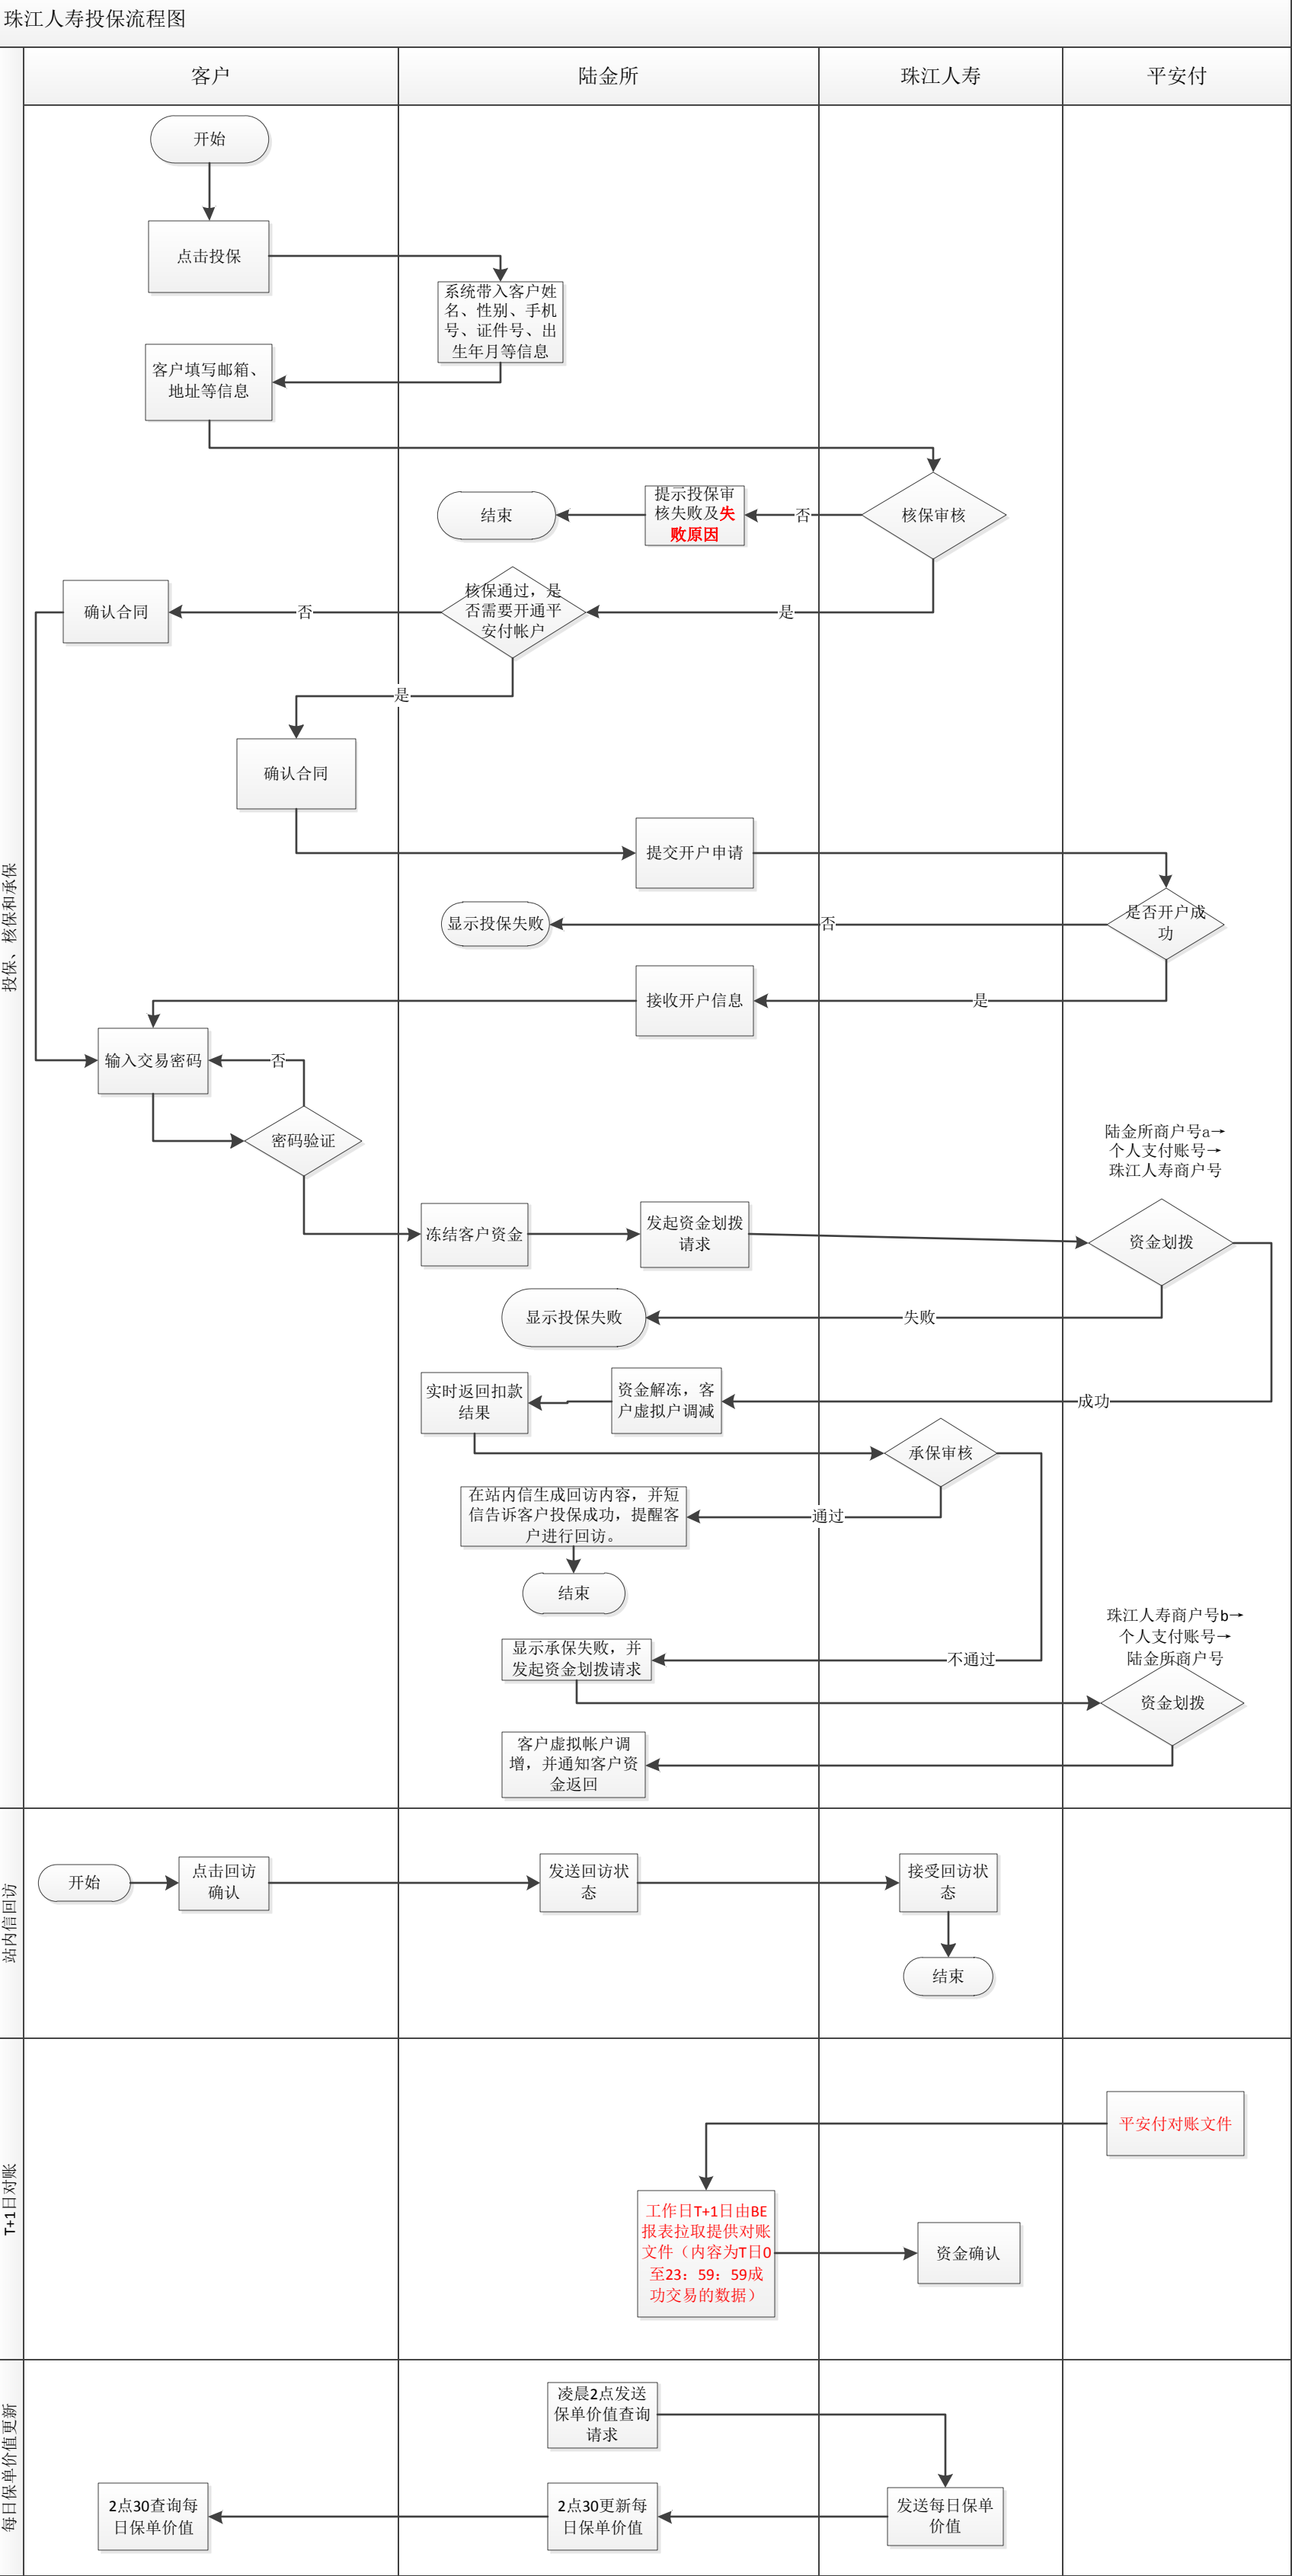 珠江人寿投保流程图
客户
陆金所
珠江人寿
平安付
投保、核保和承保
开始
点击投保
系统带入客户姓
名、性别、手机
号、证件号、出
生年月等信息
客户填写邮箱、
地址等信息
核保审核
否
提示投保审
核失败及失
败原因
结束
是
核保通过，是
否需要开通平
安付帐户
否
确认合同
是
确认合同
提交开户申请
是否开户成
功
否
显示投保失败
是
接收开户信息
输入交易密码
否
密码验证
陆金所商户号a→
个人支付账号→
珠江人寿商户号
冻结客户资金
发起资金划拨
请求
资金划拨
失败
显示投保失败
成功
资金解冻，客
户虚拟户调减
实时返回扣款
结果
承保审核
通过
在站内信生成回访内容，并短
信告诉客户投保成功，提醒客
户进行回访。
结束
不通过
显示承保失败，并
发起资金划拨请求
珠江人寿商户号b→
个人支付账号→
陆金所商户号
资金划拨
客户虚拟帐户调
增，并通知客户资
金返回
站内信回访
开始
点击回访
确认
发送回访状
态
接受回访状
态
结束
T+1日对账
平安付对账文件
工作日T+1日由BE
报表拉取提供对账
文件（内容为T日0
至23：59：59成
功交易的数据）
资金确认
每日保单价值更新
凌晨2点发送
保单价值查询
请求
发送每日保单
价值
2点30更新每
日保单价值
2点30查询每
日保单价值